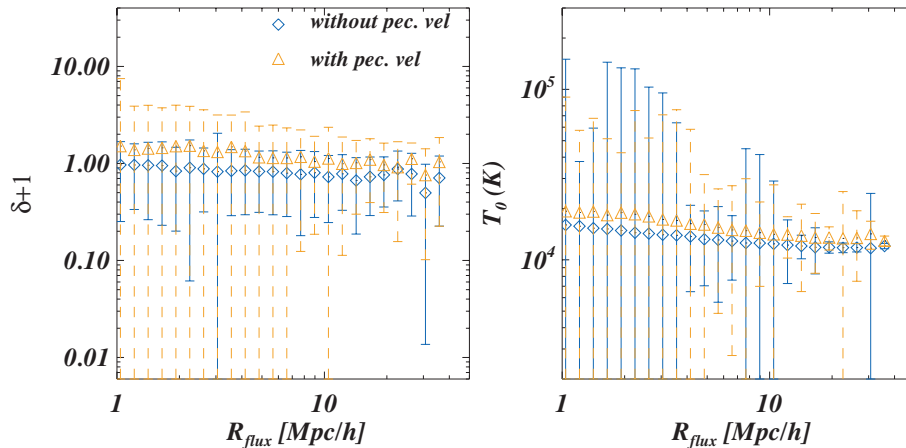 without pec. vel
with pec. vel
10.00
1.00
0.10
0.01
δ+1
1
10
R_flux [Mpc/h]
10^5
10^4
T_0 (K)
1
10
R_flux [Mpc/h]